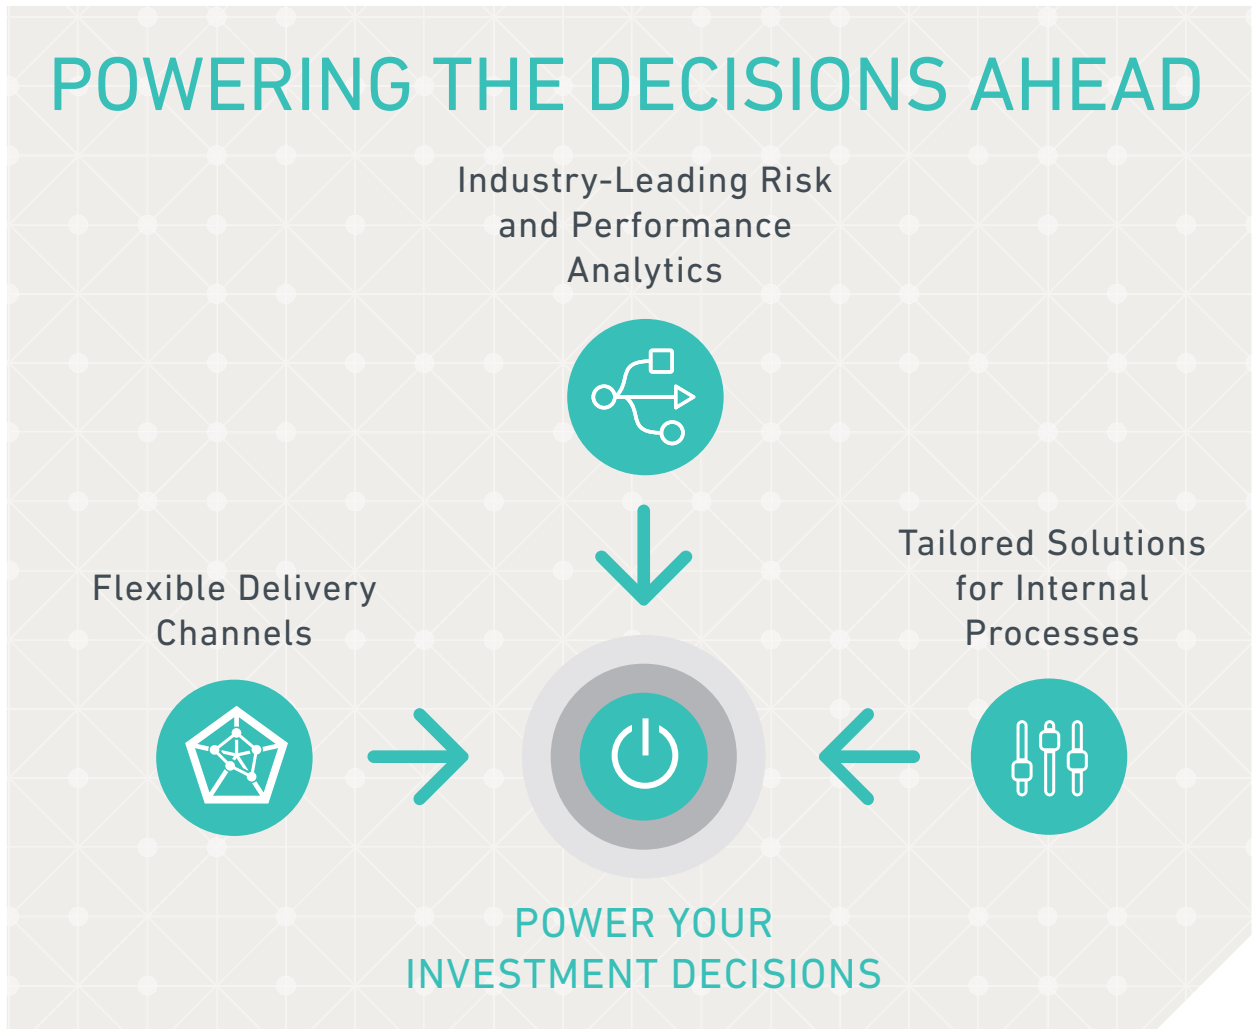 POWERING THE DECISIONS AHEAD
Industry-Leading Risk
and Performance
Analytics
Flexible Delivery
Channels
Tailored Solutions
for Internal
Processes
POWER YOUR
INVESTMENT DECISIONS